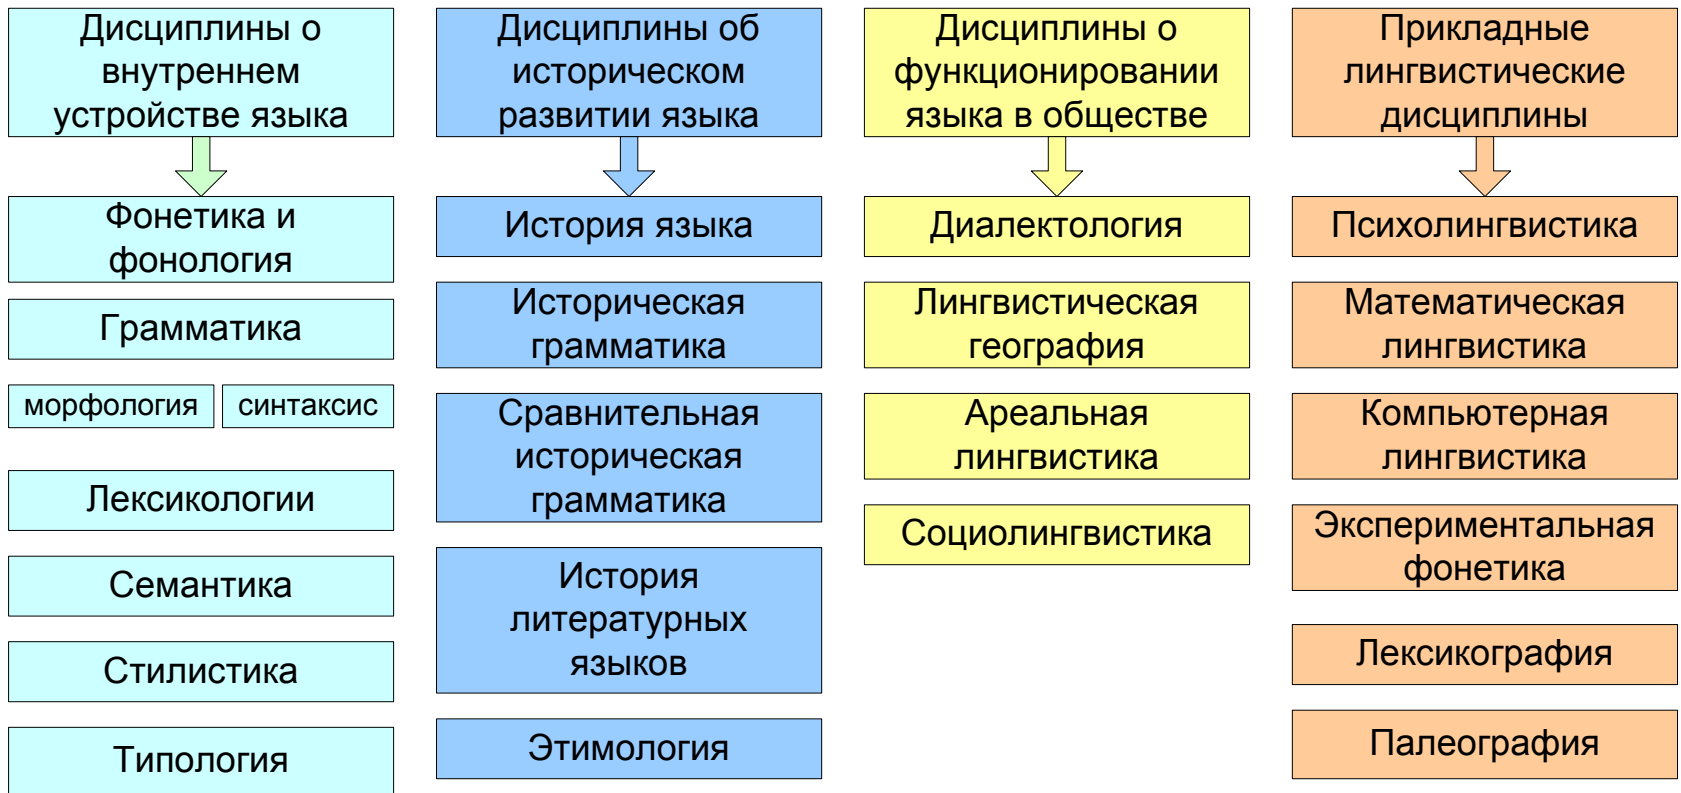 Дисциплины о
внутреннем
устройстве языка
Фонетика и
фонология
Грамматика
морфология
синтаксис
Лексикологии
Семантика
Стилистика
Типология
Дисциплины об
историческом
развитии языка
История языка
Историческая
грамматика
Сравнительная
историческая
грамматика
История
литературных
языков
Этимология
Дисциплины о
функционировании
языка в обществе
Диалектология
Лингвистическая
география
Ареальная
лингвистика
Социолингвистика
Прикладные
лингвистические
дисциплины
Психолингвистика
Математическая
лингвистика
Компьютерная
лингвистика
Экспериментальная
фонетика
Лексикография
Палеография